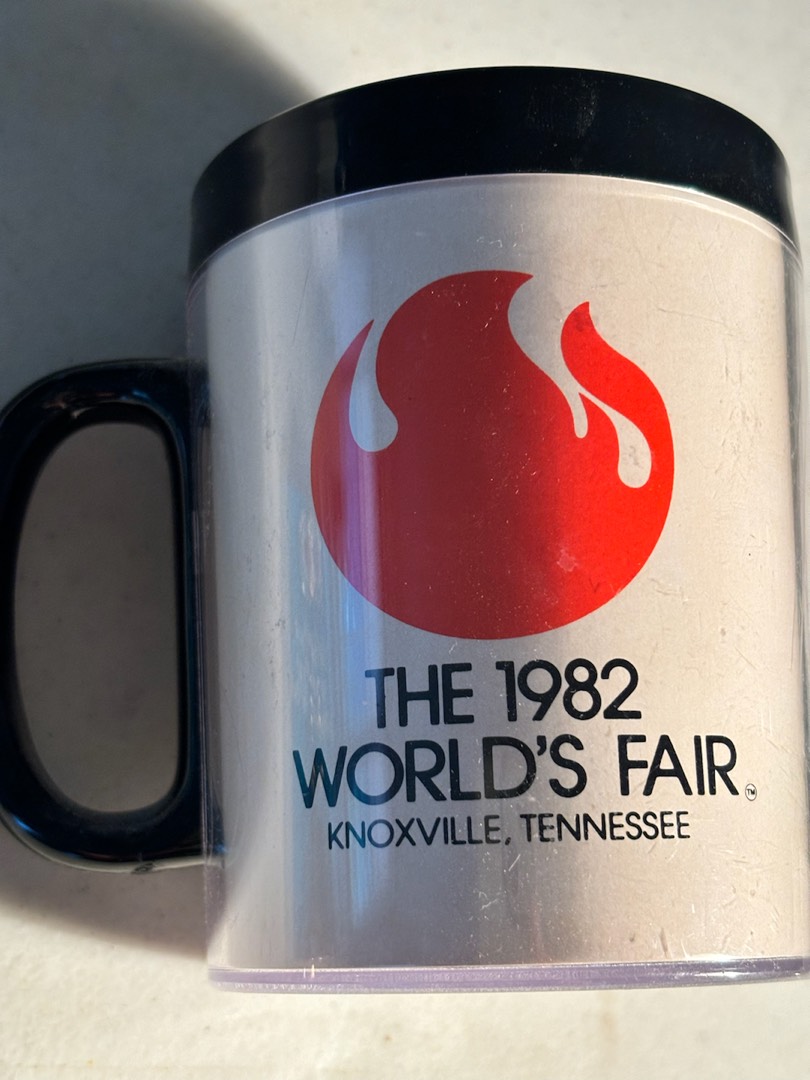 THE 1982
WORLD'S FAIR™
KNOXVILLE, TENNESSEE